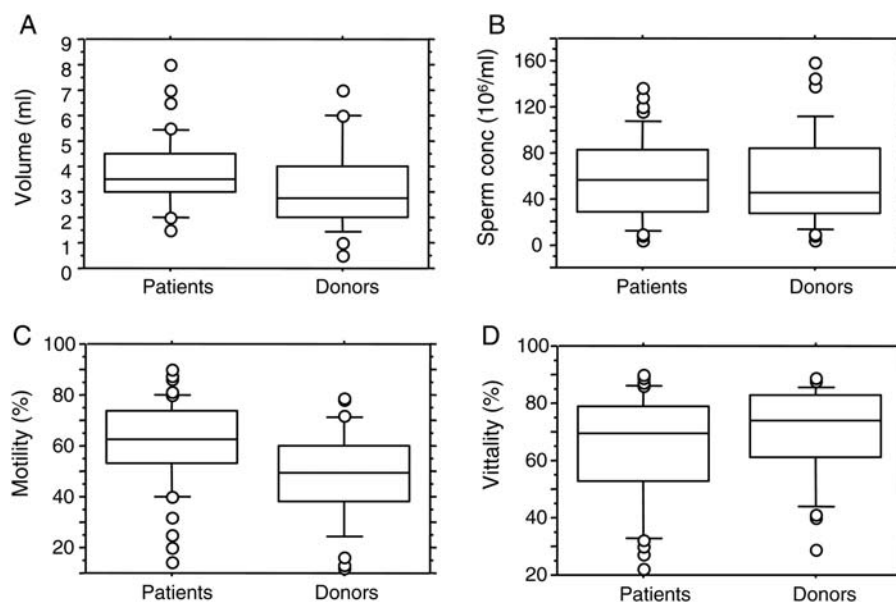 A
9
8
7
6
5
4
3
2
1
0
Volume (ml)
Patients Donors
B
160
120
80
40
0
Sperm conc (10⁶/ml)
Patients Donors
C
100
80
60
40
20
Motility (%)
Patients Donors
D
100
80
60
40
20
Vittality (%)
Patients Donors